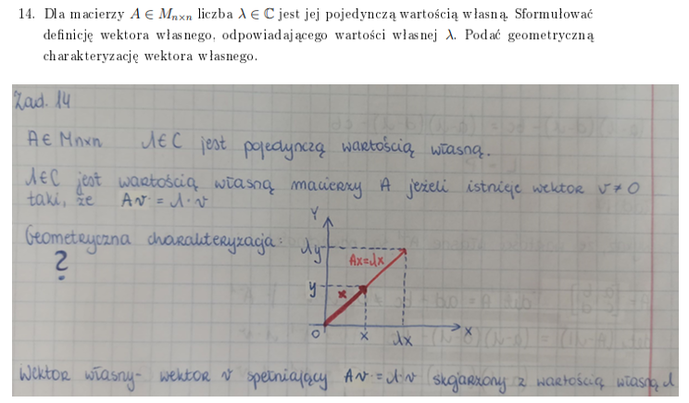 14. Dla macierzy A ∈ Mₙₓₙ liczba λ ∈ ℂ jest jej pojedynczą wartością własną. Sformułować
definicję wektora własnego, odpowiadającego wartości własnej λ. Podać geometryczną
charakteryzację wektora własnego.
Zad. 14
A ∈ Mnxn λ∈C jest pojedynczą wartością własną.
λ∈C jest wartością własną macierzy A jeżeli istnieje wektor v ≠ 0
taki, że Av = λ·v
Geometryczna charakteryzacja:
?
Y
λy
Ax=λx
y
x
O
x
λx
x
Wektor własny- wektor v spełniający Av = λ·v (skojarzony z wartością własną λ